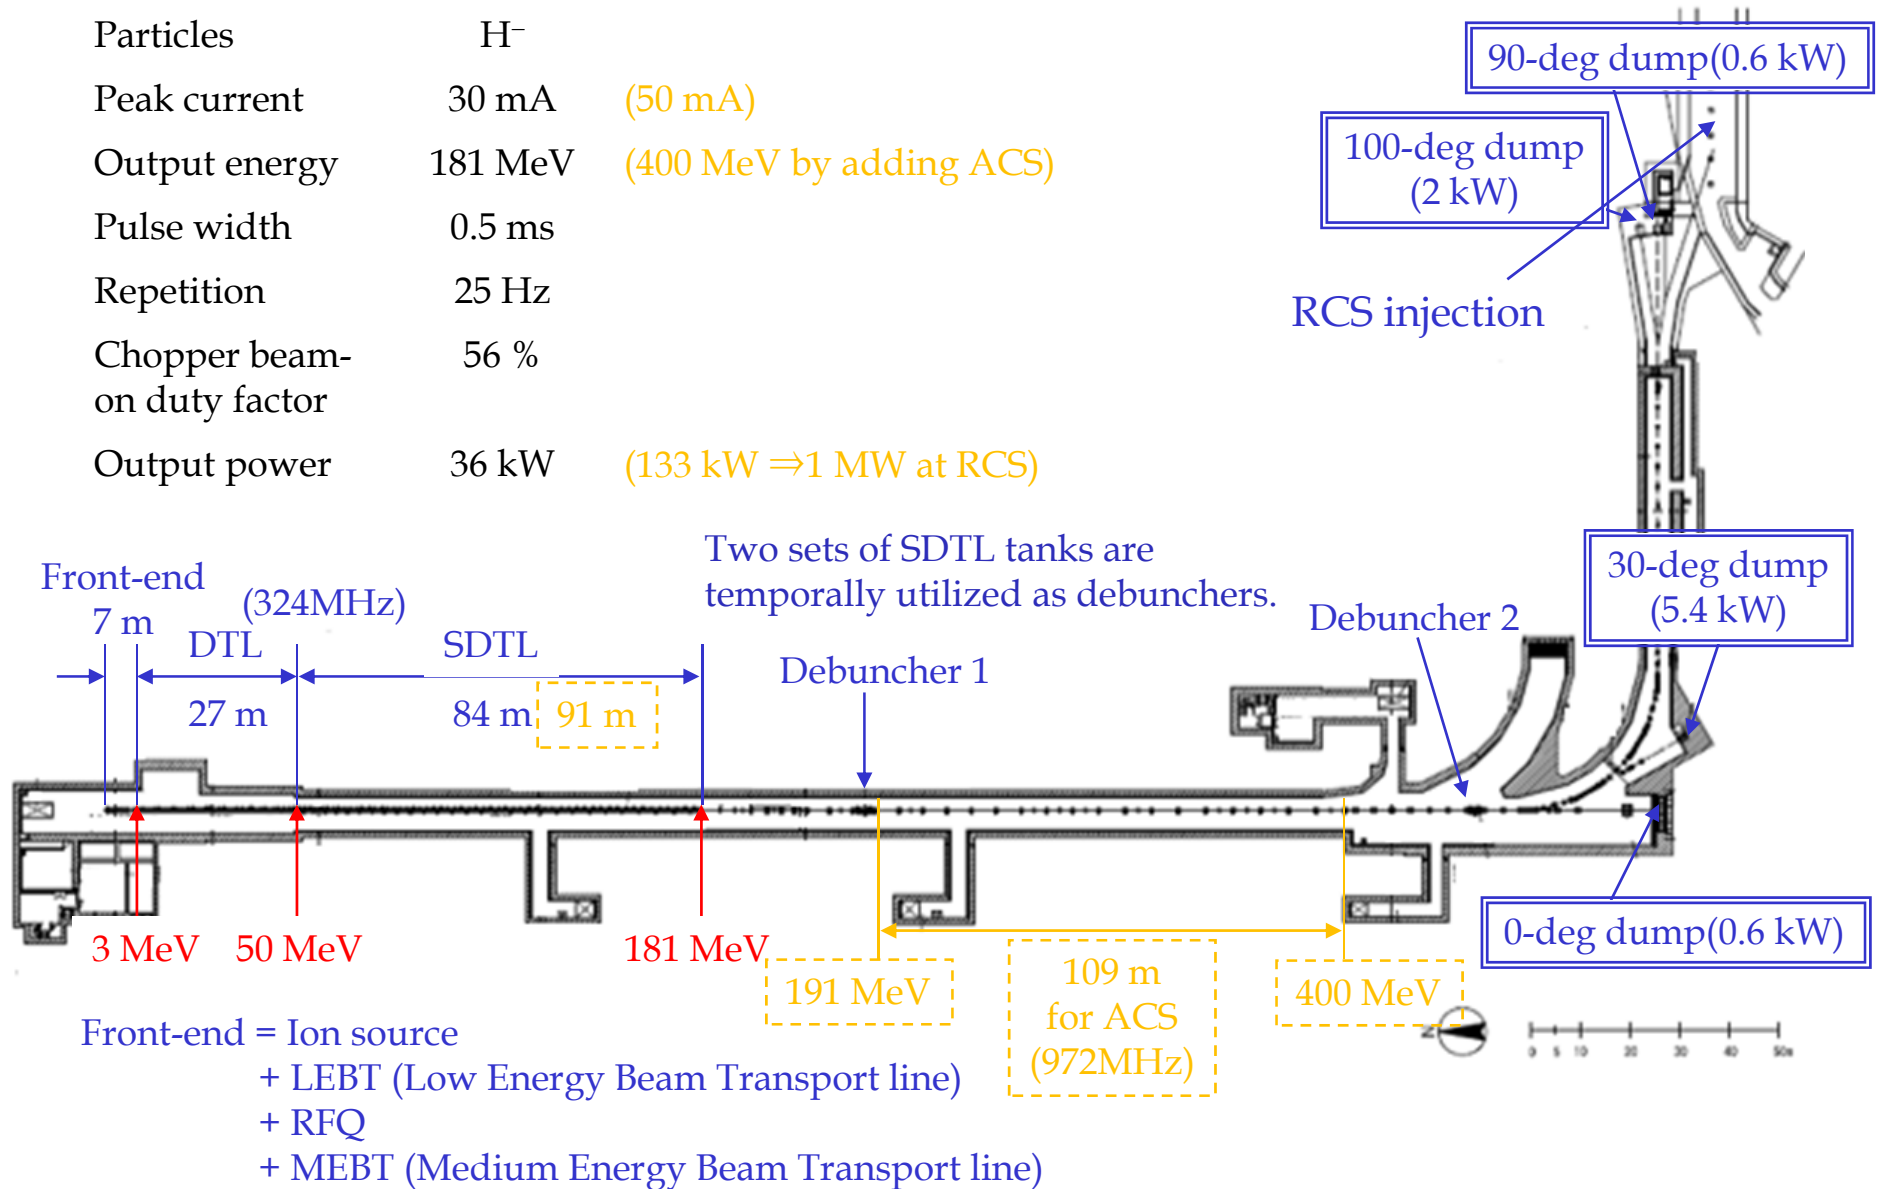 Particles H–
Peak current 30 mA (50 mA)
Output energy 181 MeV (400 MeV by adding ACS)
Pulse width 0.5 ms
Repetition 25 Hz
Chopper beam- 56 %
on duty factor
Output power 36 kW (133 kW ⇒1 MW at RCS)
90-deg dump(0.6 kW)
100-deg dump
(2 kW)
RCS injection
Two sets of SDTL tanks are
temporally utilized as debunchers.
30-deg dump
(5.4 kW)
Front-end
7 m
(324MHz)
DTL
SDTL
Debuncher 1
Debuncher 2
27 m
84 m
91 m
3 MeV
50 MeV
181 MeV
0-deg dump(0.6 kW)
191 MeV
109 m
for ACS
(972MHz)
400 MeV
N
0 5 10 20 30 40
Front-end = Ion source
+ LEBT (Low Energy Beam Transport line)
+ RFQ
+ MEBT (Medium Energy Beam Transport line)